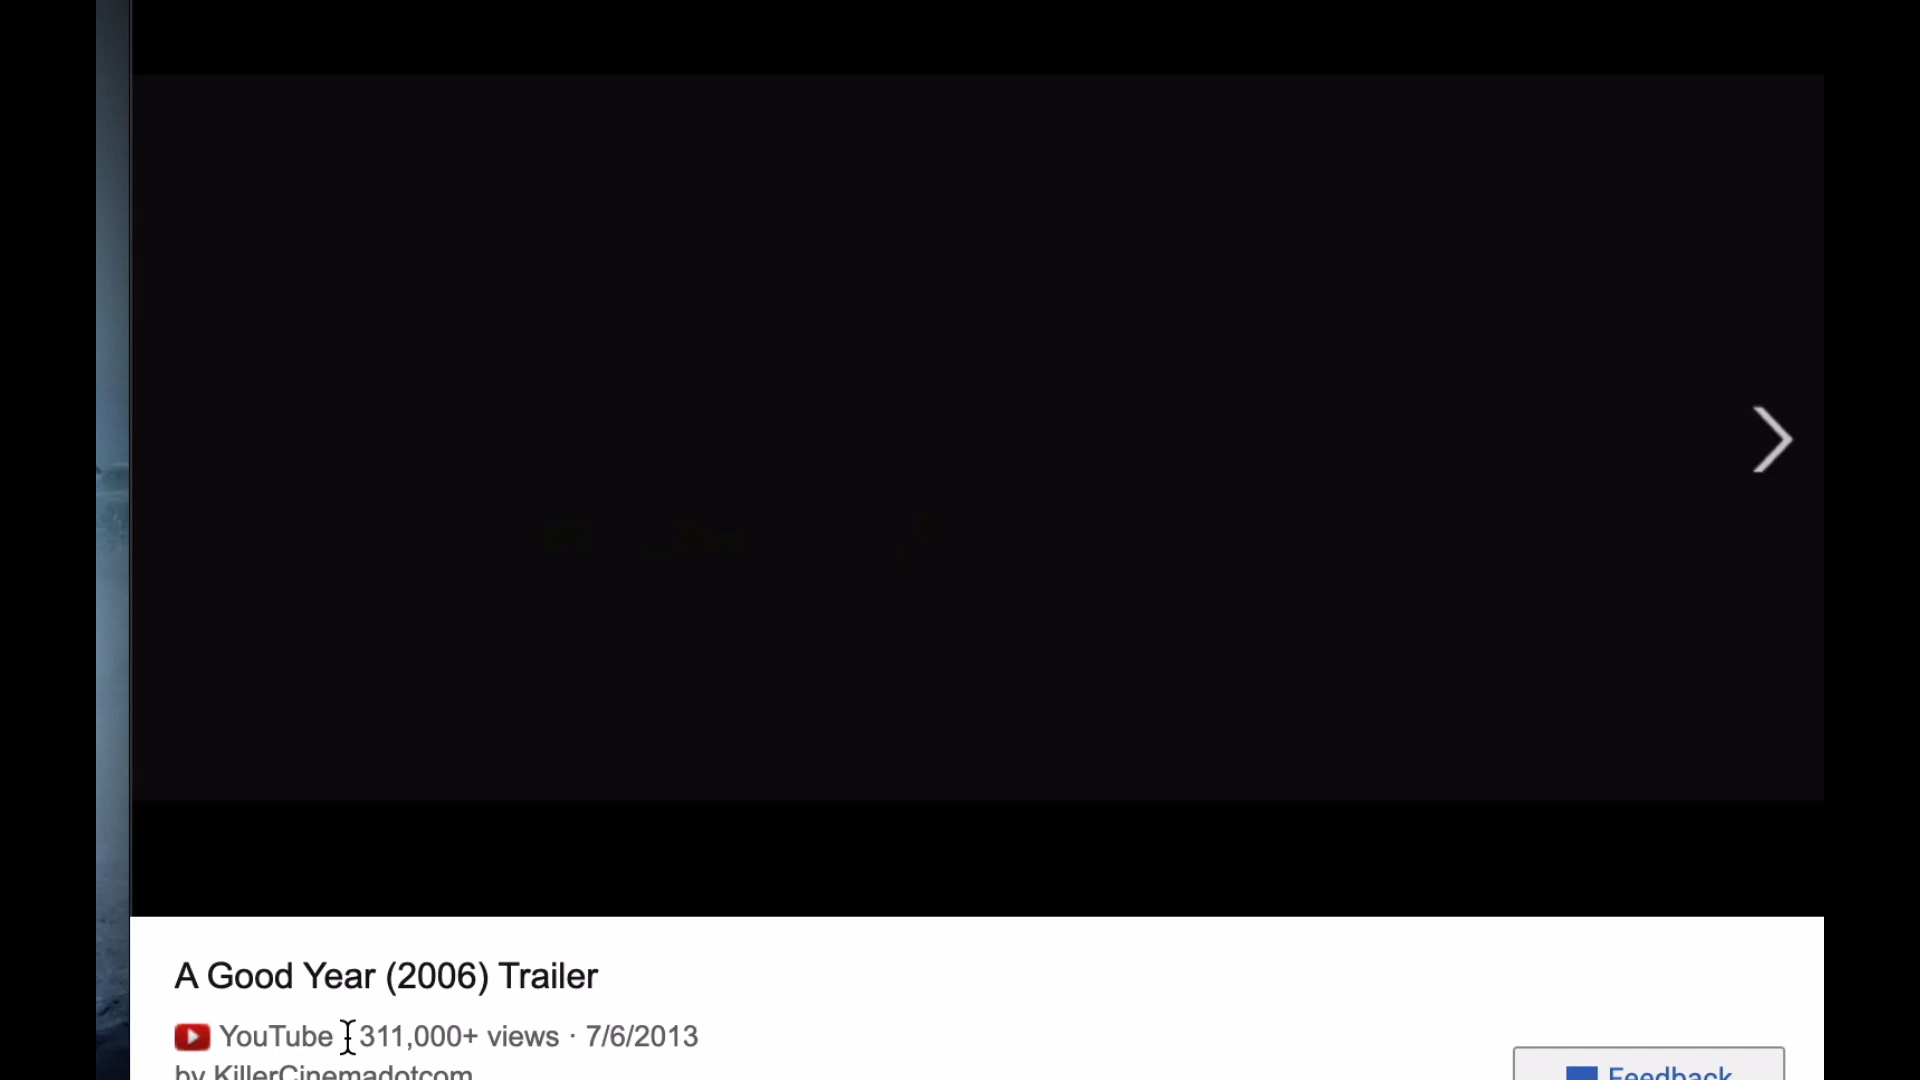 A Good Year (2006) Trailer
YouTube · 311,000+ views · 7/6/2013
by KillerCinemadotcom
Feedback